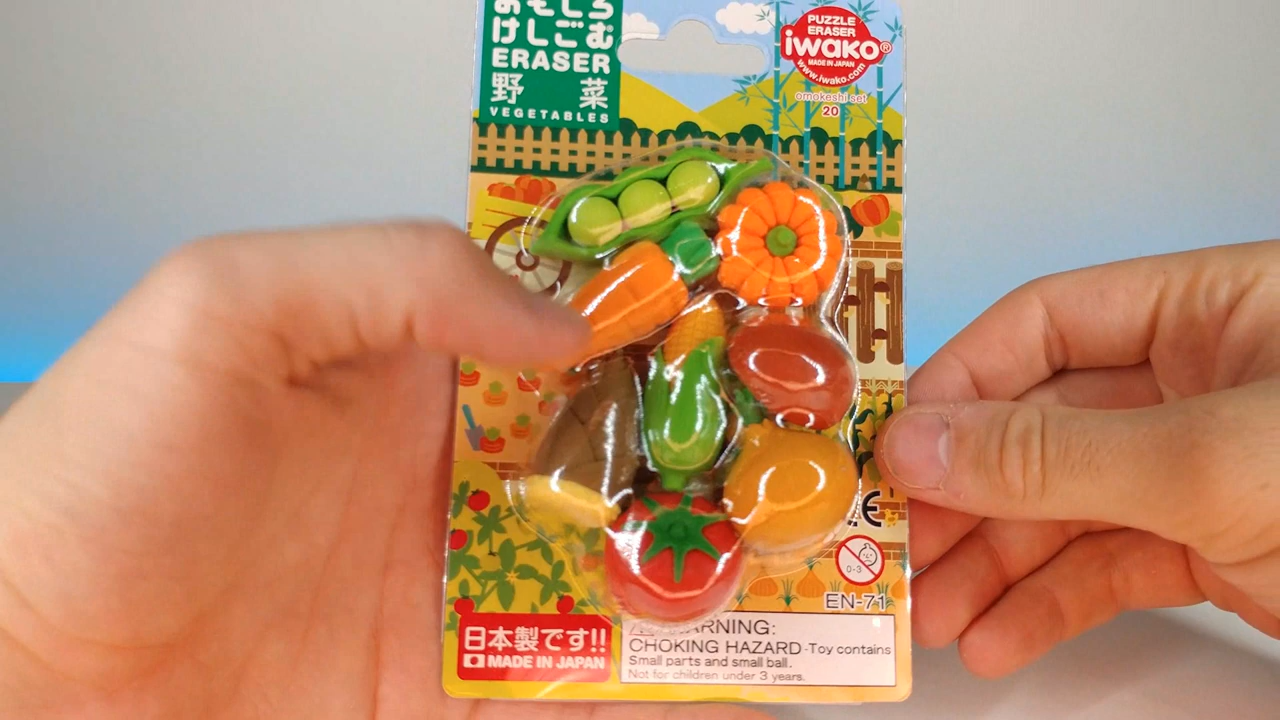 おもしろ
けしごむ
ERASER
野菜
VEGETABLES
PUZZLE
ERASER
iwako®
MADE IN JAPAN
www.iwako.com
omokeshi set
20
CE
0-3
EN-71
日本製です!!
MADE IN JAPAN
WARNING:
CHOKING HAZARD -Toy contains
Small parts and small ball.
Not for children under 3 years.